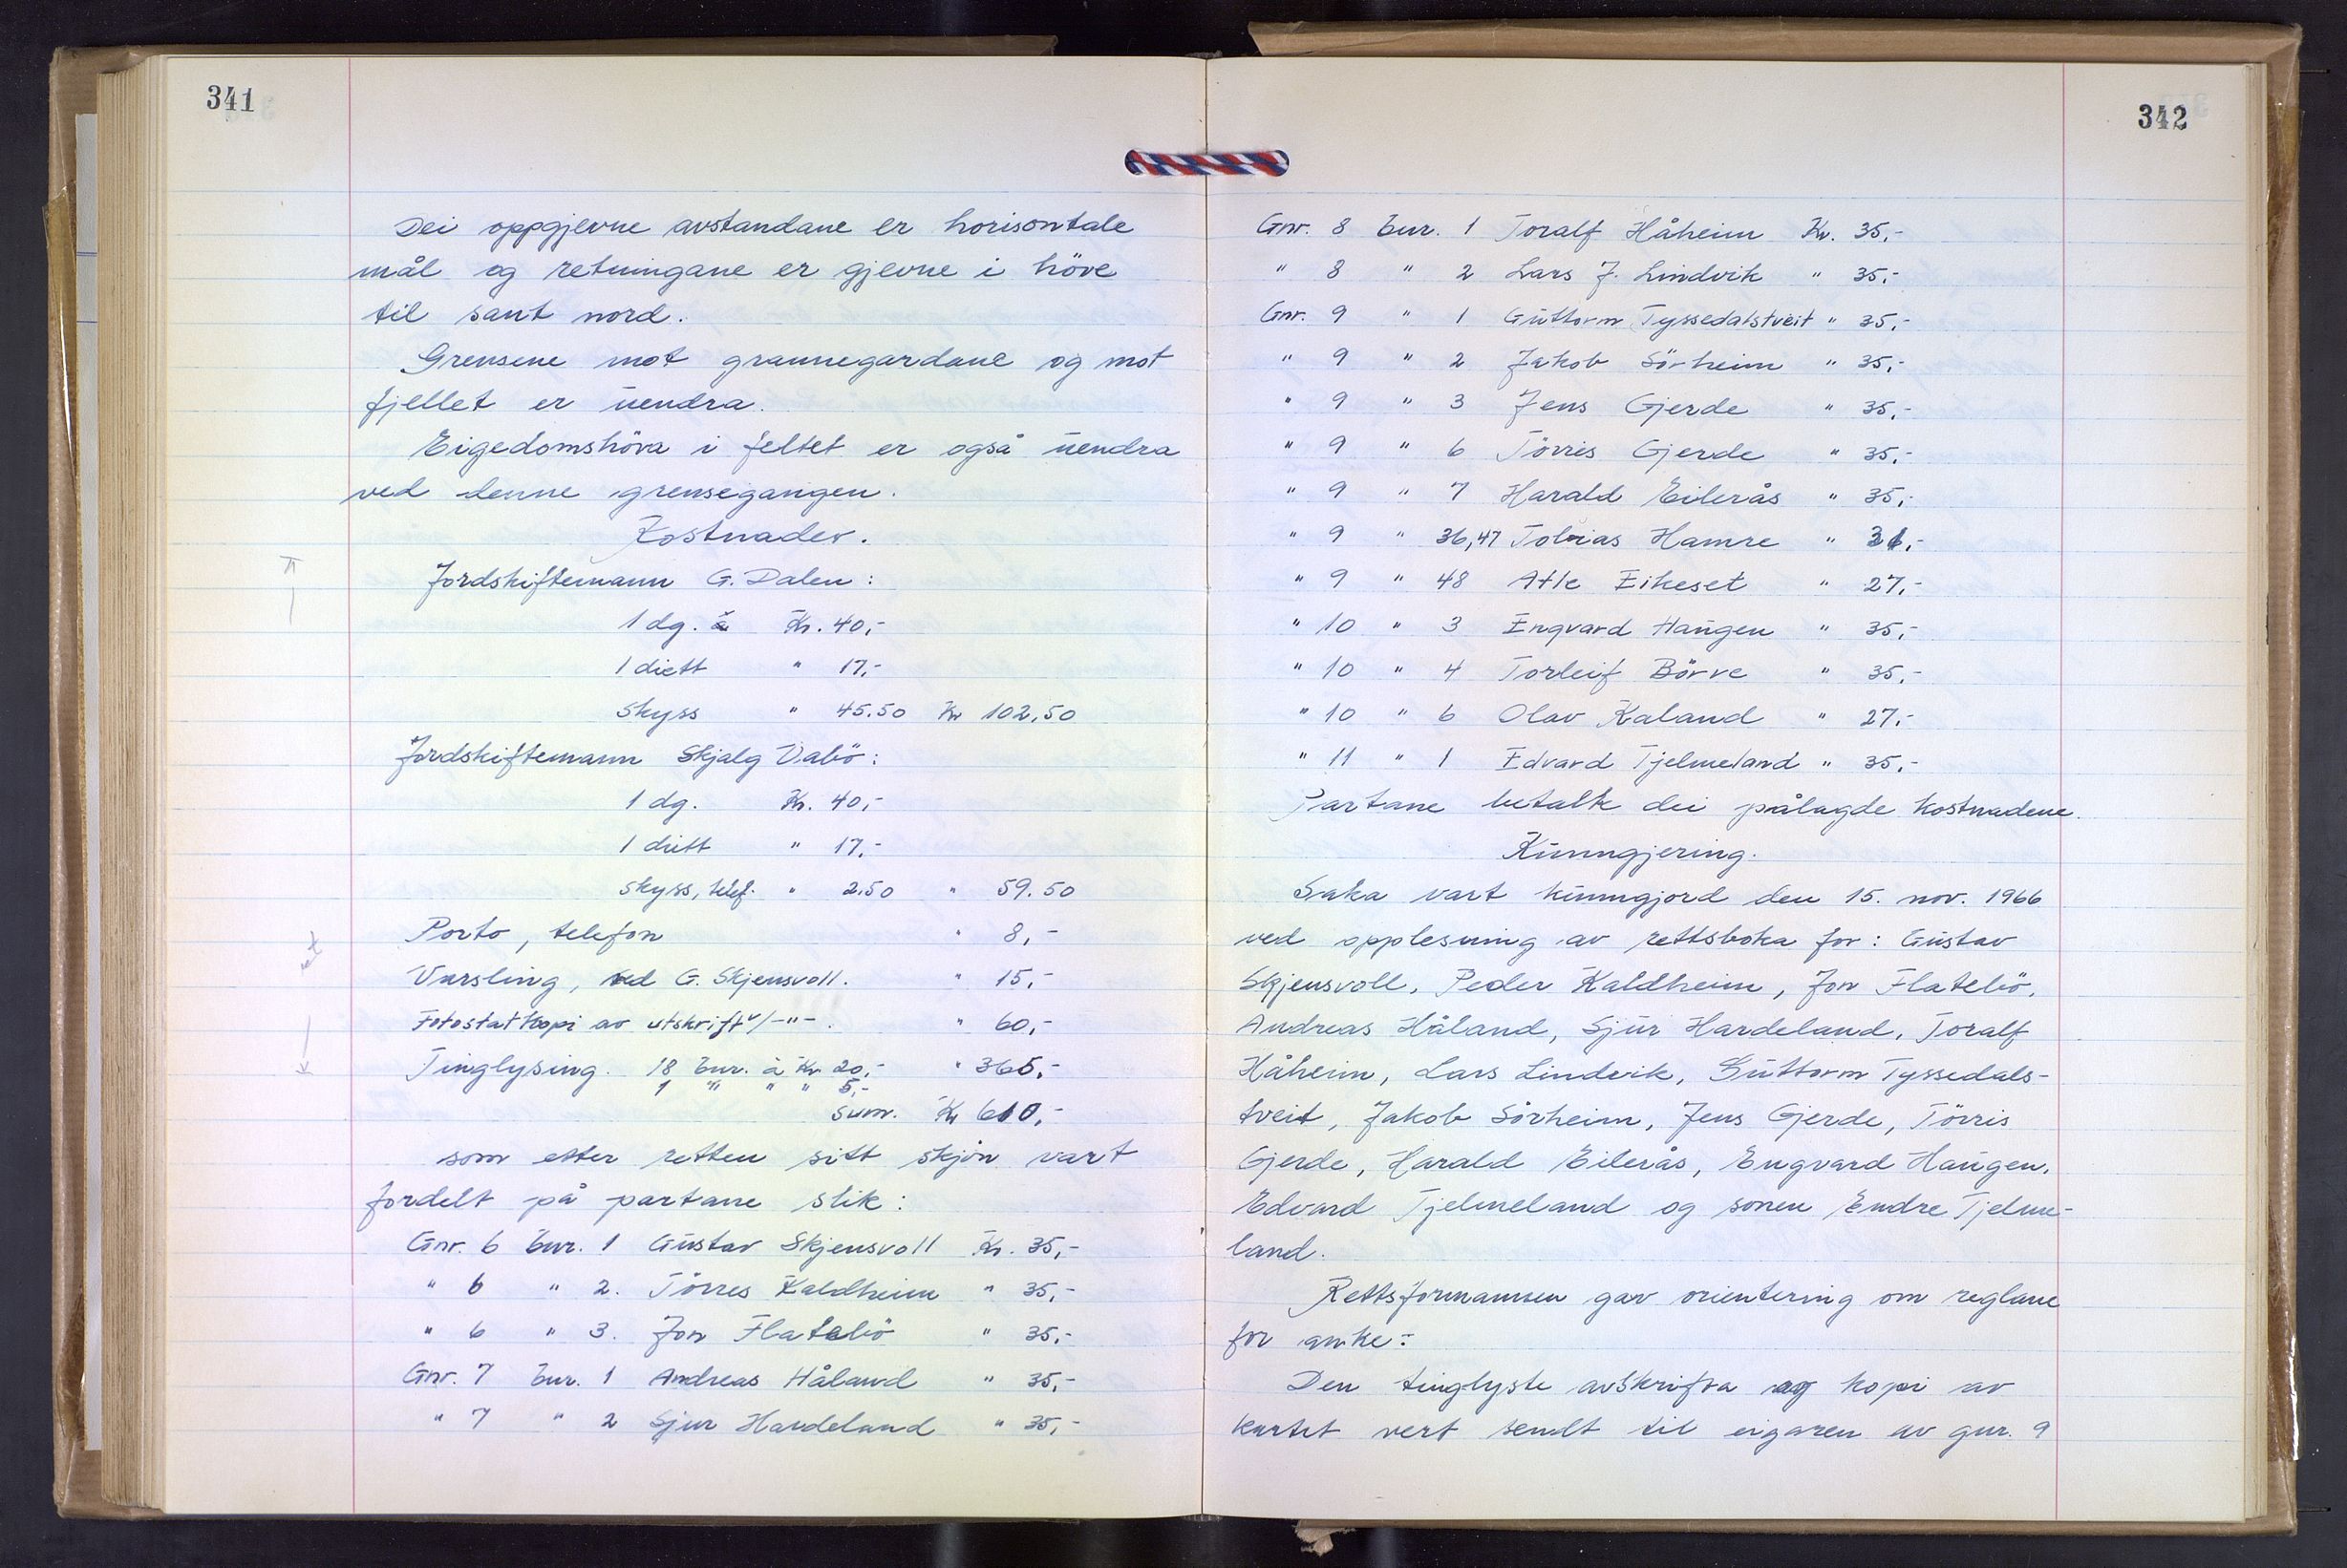 341
Dei oppgjevne avstandane er horisontale
mål og retningane er gjevne i höve
til sant nord.
Grensene mot grannegardane og mot
fjellet er uendra.
Eigedomshöva i feltet er også uendra
ved denne grensegangen.
Kostnader.
Jordskiftemann G. Dalen:
1 dg. à Kr. 40,-
1 diett " 17,-
Skyss " 45.50 Kr 102,50
Jordskiftemann Skjalg Vabö:
1 dg. Kr. 40,-
1 diett " 17,-
Skyss, telef. " 2.50 " 59.50
Porto, telefon " 8,-
Varsling, ved G. Skjensvoll. " 15,-
Fotostatkopi av utskrift v/-"-. " 60,-
Tinglysing. 18 bnr. à Kr 20,- " 365,-
1 " " " 5,-
Sum. Kr 610,-
som etter retten sitt skjön vart
fordelt på partane slik:
Gnr. 6 bnr. 1 Gustav Skjensvoll Kr. 35,-
" 6 " 2. Törres Kaldheim " 35,-
" 6 " 3. Jon Flatebö " 35,-
Gnr. 7 bnr. 1 Andreas Håland " 35,-
" 7 " 2 Sjur Hardeland " 35,-
342
Gnr. 8 bnr. 1 Toralf Håheim Kr. 35,-
" 8 " 2 Lars J. Lindvik " 35,-
Gnr. 9 " 1 Guttorm Tyssedalstveit " 35,-
" 9 " 2 Jakob Sörheim " 35,-
" 9 " 3 Jens Gjerde " 35,-
" 9 " 6 Törris Gjerde " 35,-
" 9 " 7 Harald Eilerås " 35,-
" 9 " 36,47 Tobias Hamre " 31,-
" 9 " 48 Atle Eikeset " 27,-
" 10 " 3 Engvard Haugen " 35,-
" 10 " 4 Torleif Börve " 35,-
" 10 " 6 Olav Kaland " 27,-
" 11 " 1 Edvard Tjelmeland " 35,-
Partane betalte dei pålagde kostnadene.
Kunngjering.
Saka vart kunngjord den 15. nov. 1966
ved opplesning av rettsboka for: Gustav
Skjensvoll, Peder Kaldheim, Jon Flatebö,
Andreas Håland, Sjur Hardeland, Toralf
Håheim, Lars Lindvik, Guttorm Tyssedals-
tveit, Jakob Sörheim, Jens Gjerde, Törris
Gjerde, Harald Eilerås, Engvard Haugen,
Edvard Tjelmeland og sonen Endre Tjelme-
land.
Rettsformannen gav orientering om reglane
for anke.
Den tinglyste avskrifta og kopi av
kartet vert sendt til eigaren av gnr. 9